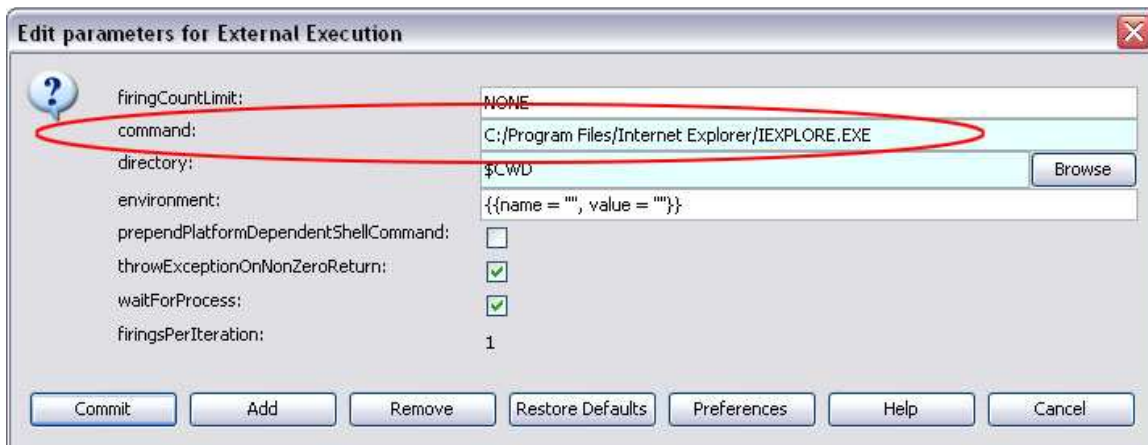 Edit parameters for External Execution
firingCountLimit: NONE
command: C:/Program Files/Internet Explorer/IEXPLORE.EXE
directory: $CWD Browse
environment: {{name = "", value = ""}}
prependPlatformDependentShellCommand:
throwExceptionOnNonZeroReturn:
waitForProcess:
firingsPerIteration: 1
Commit Add Remove Restore Defaults Preferences Help Cancel